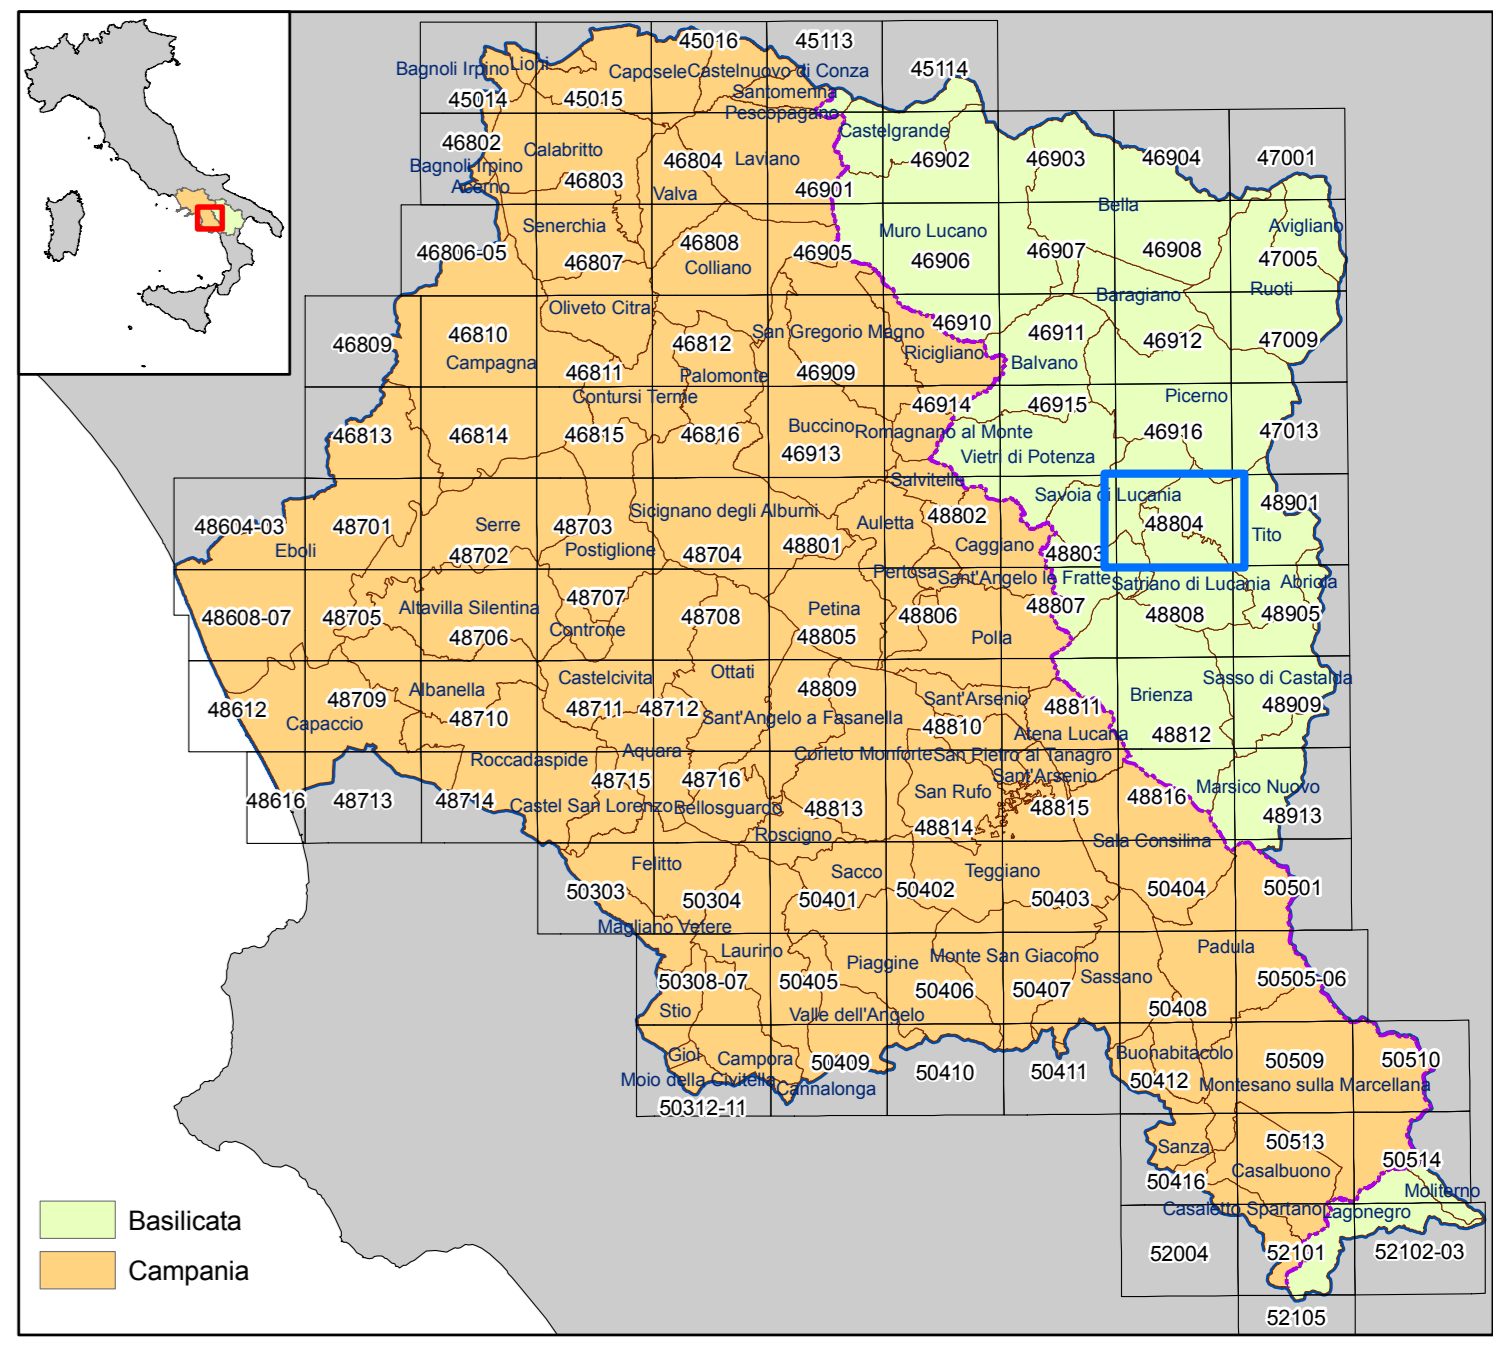 45016
45113
45114
Bagnoli Irpino
Lioni
Caposele
Castelnuovo di Conza
Santomenna
45014
45015
Pescopagano
Castelgrande
46802
Calabritto
46804
Laviano
46902
46903
46904
47001
Bagnoli Irpino
Acerno
46803
Valva
46901
Bella
Senerchia
Muro Lucano
Avigliano
46806-05
46807
46808
Colliano
46905
46906
46907
46908
47005
Oliveto Citra
Baragiano
Ruoti
46809
46810
46812
San Gregorio Magno
46910
46911
46912
47009
Campagna
Ricigliano
Balvano
46811
Palomonte
46909
Contursi Terme
46914
46915
Picerno
46813
46814
46815
46816
Buccino
Romagnano al Monte
46916
47013
46913
Vietri di Potenza
Salvitelle
Savoia di Lucania
48604-03
48701
Serre
48703
Sicignano degli Alburni
Auletta
48802
48804
48901
Eboli
48702
Postiglione
48704
48801
Caggiano
48803
Tito
Pertosa
Sant'Angelo le Fratte
Satriano di Lucania
Abriola
48608-07
48705
Altavilla Silentina
48707
48708
Petina
48806
48807
48808
48905
48706
Controne
48805
Polla
Castelcivita
Ottati
Sasso di Castalda
48612
48709
Albanella
48711
48712
48809
Sant'Arsenio
48811
Brienza
48909
Capaccio
48710
Sant'Angelo a Fasanella
48810
Atena Lucana
48812
Roccadaspide
Aquara
Corleto Monforte
San Pietro al Tanagro
48715
48716
Sant'Arsenio
48616
48713
48714
Castel San Lorenzo
Bellosguardo
48813
San Rufo
48815
48816
Marsico Nuovo
Roscigno
48814
48913
Sala Consilina
Felitto
Sacco
Teggiano
50303
50304
50401
50402
50403
50404
50501
Magliano Vetere
Laurino
Piaggine
Monte San Giacomo
Padula
50308-07
50405
50406
50407
Sassano
50505-06
Stio
Valle dell'Angelo
50408
Gioi
Campora
50409
50410
50411
Buonabitacolo
50509
50510
Moio della Civitella
Cannalonga
50412
Montesano sulla Marcellana
50312-11
Sanza
50513
50514
50416
Casalbuono
Moliterno
Casaletto Spartano
Lagonegro
52004
52101
52102-03
52105
Basilicata
Campania